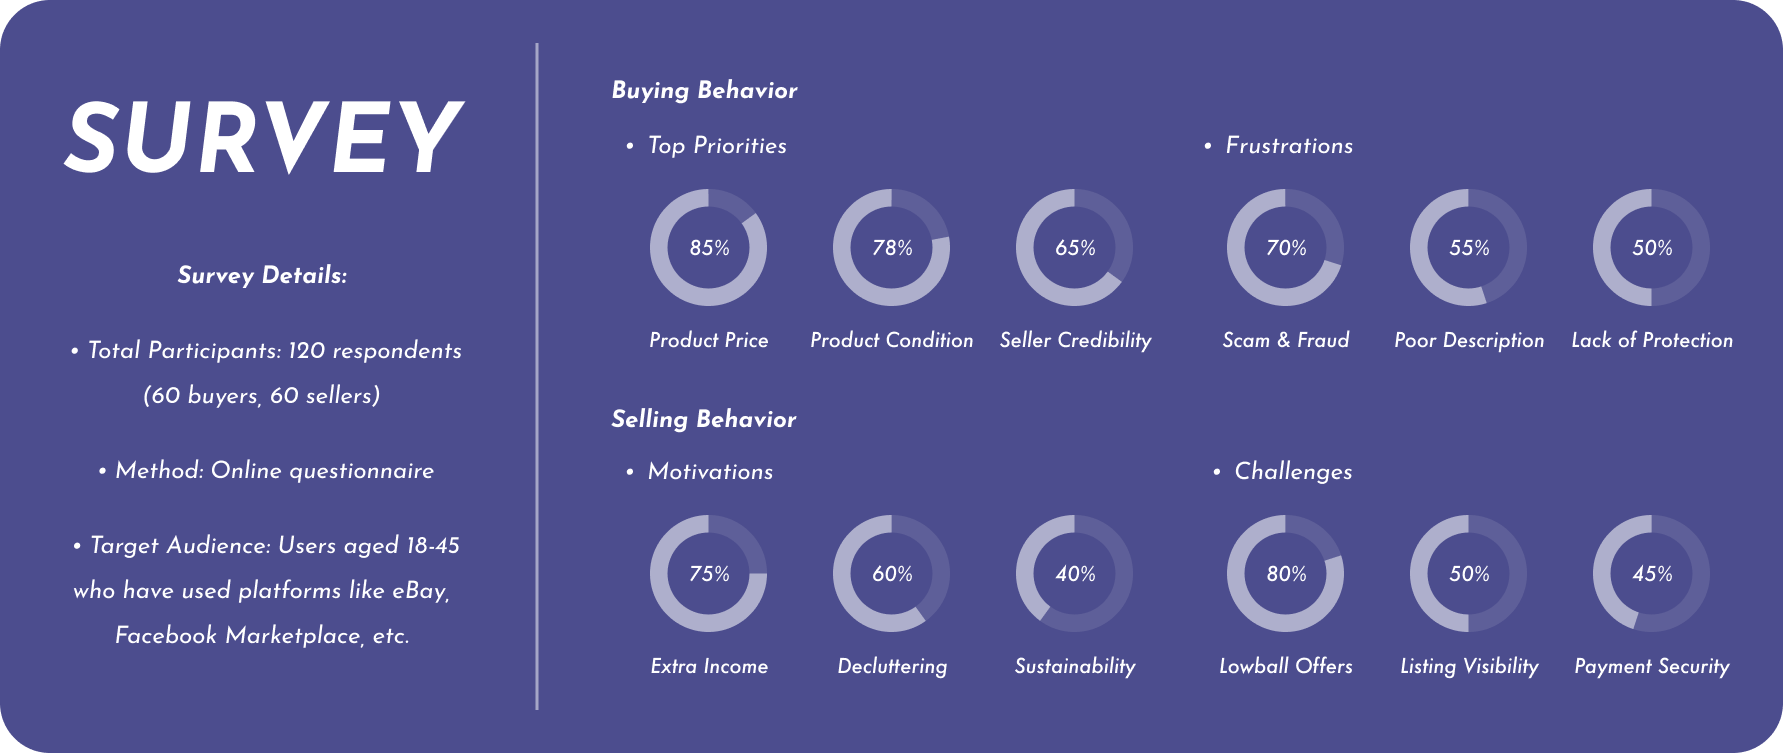 SURVEY
Survey Details:
• Total Participants: 120 respondents
(60 buyers, 60 sellers)
• Method: Online questionnaire
• Target Audience: Users aged 18-45
who have used platforms like eBay,
Facebook Marketplace, etc.
Buying Behavior
• Top Priorities
85% 78% 65%
Product Price Product Condition Seller Credibility
• Frustrations
70% 55% 50%
Scam & Fraud Poor Description Lack of Protection
Selling Behavior
• Motivations
75% 60% 40%
Extra Income Decluttering Sustainability
• Challenges
80% 50% 45%
Lowball Offers Listing Visibility Payment Security